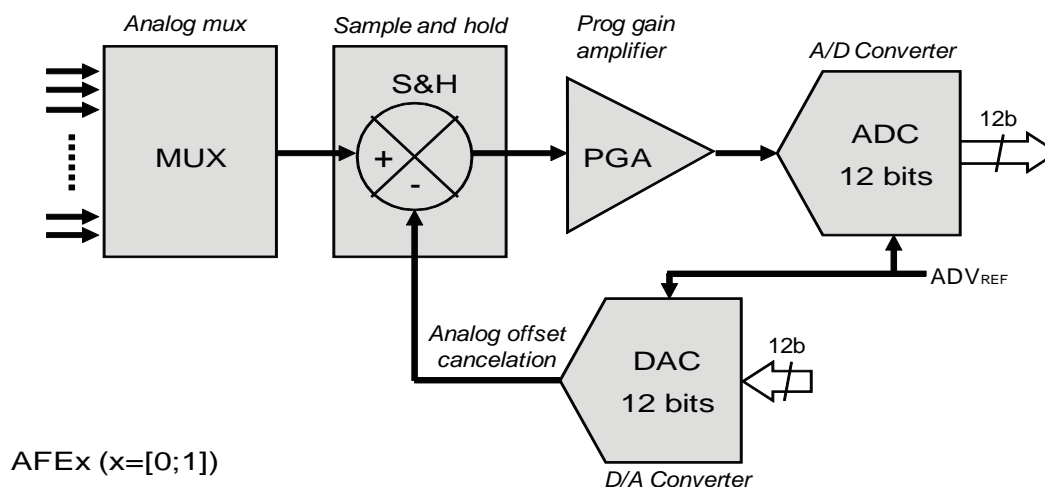 Analog mux
Sample and hold
Prog gain
amplifier
A/D Converter
MUX
S&H
+
-
PGA
ADC
12 bits
12b
ADVREF
Analog offset
cancelation
DAC
12 bits
12b
D/A Converter
AFEx (x=[0;1])